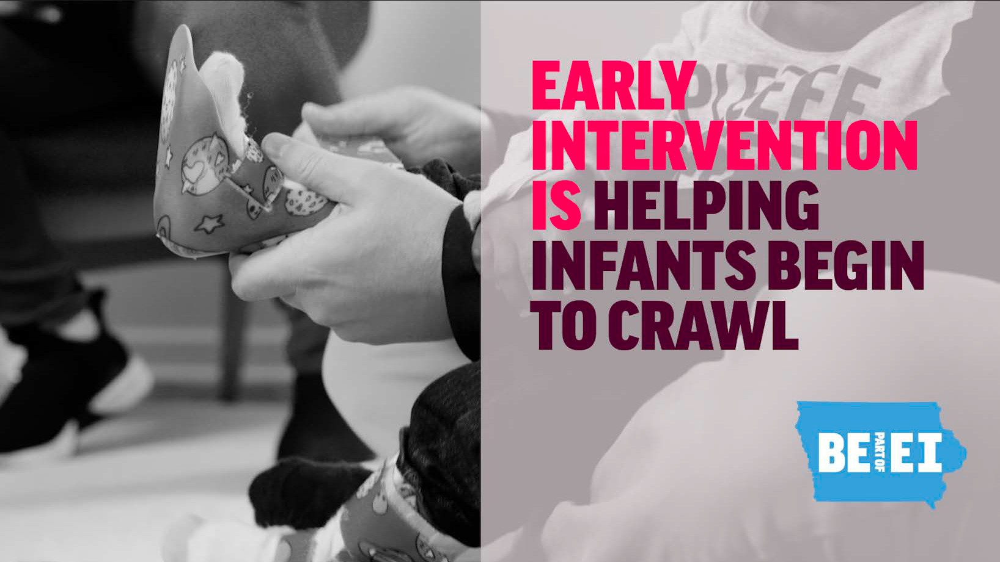 EARLY
INTERVENTION
IS HELPING
INFANTS BEGIN
TO CRAWL
BE PART OF EI